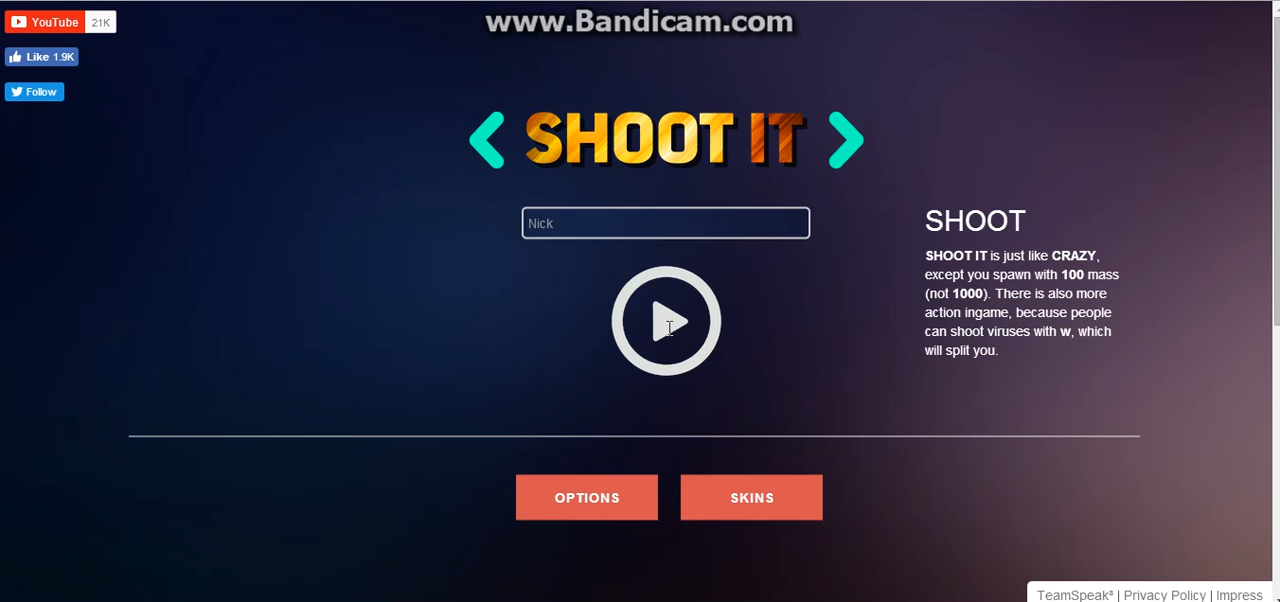 www.Bandicam.com
YouTube 21K
Like 1.9K
Follow
SHOOT IT
Nick
SHOOT
SHOOT IT is just like CRAZY,
except you spawn with 100 mass
(not 1000). There is also more
action ingame, because people
can shoot viruses with w, which
will split you.
OPTIONS
SKINS
TeamSpeak³ | Privacy Policy | Impress